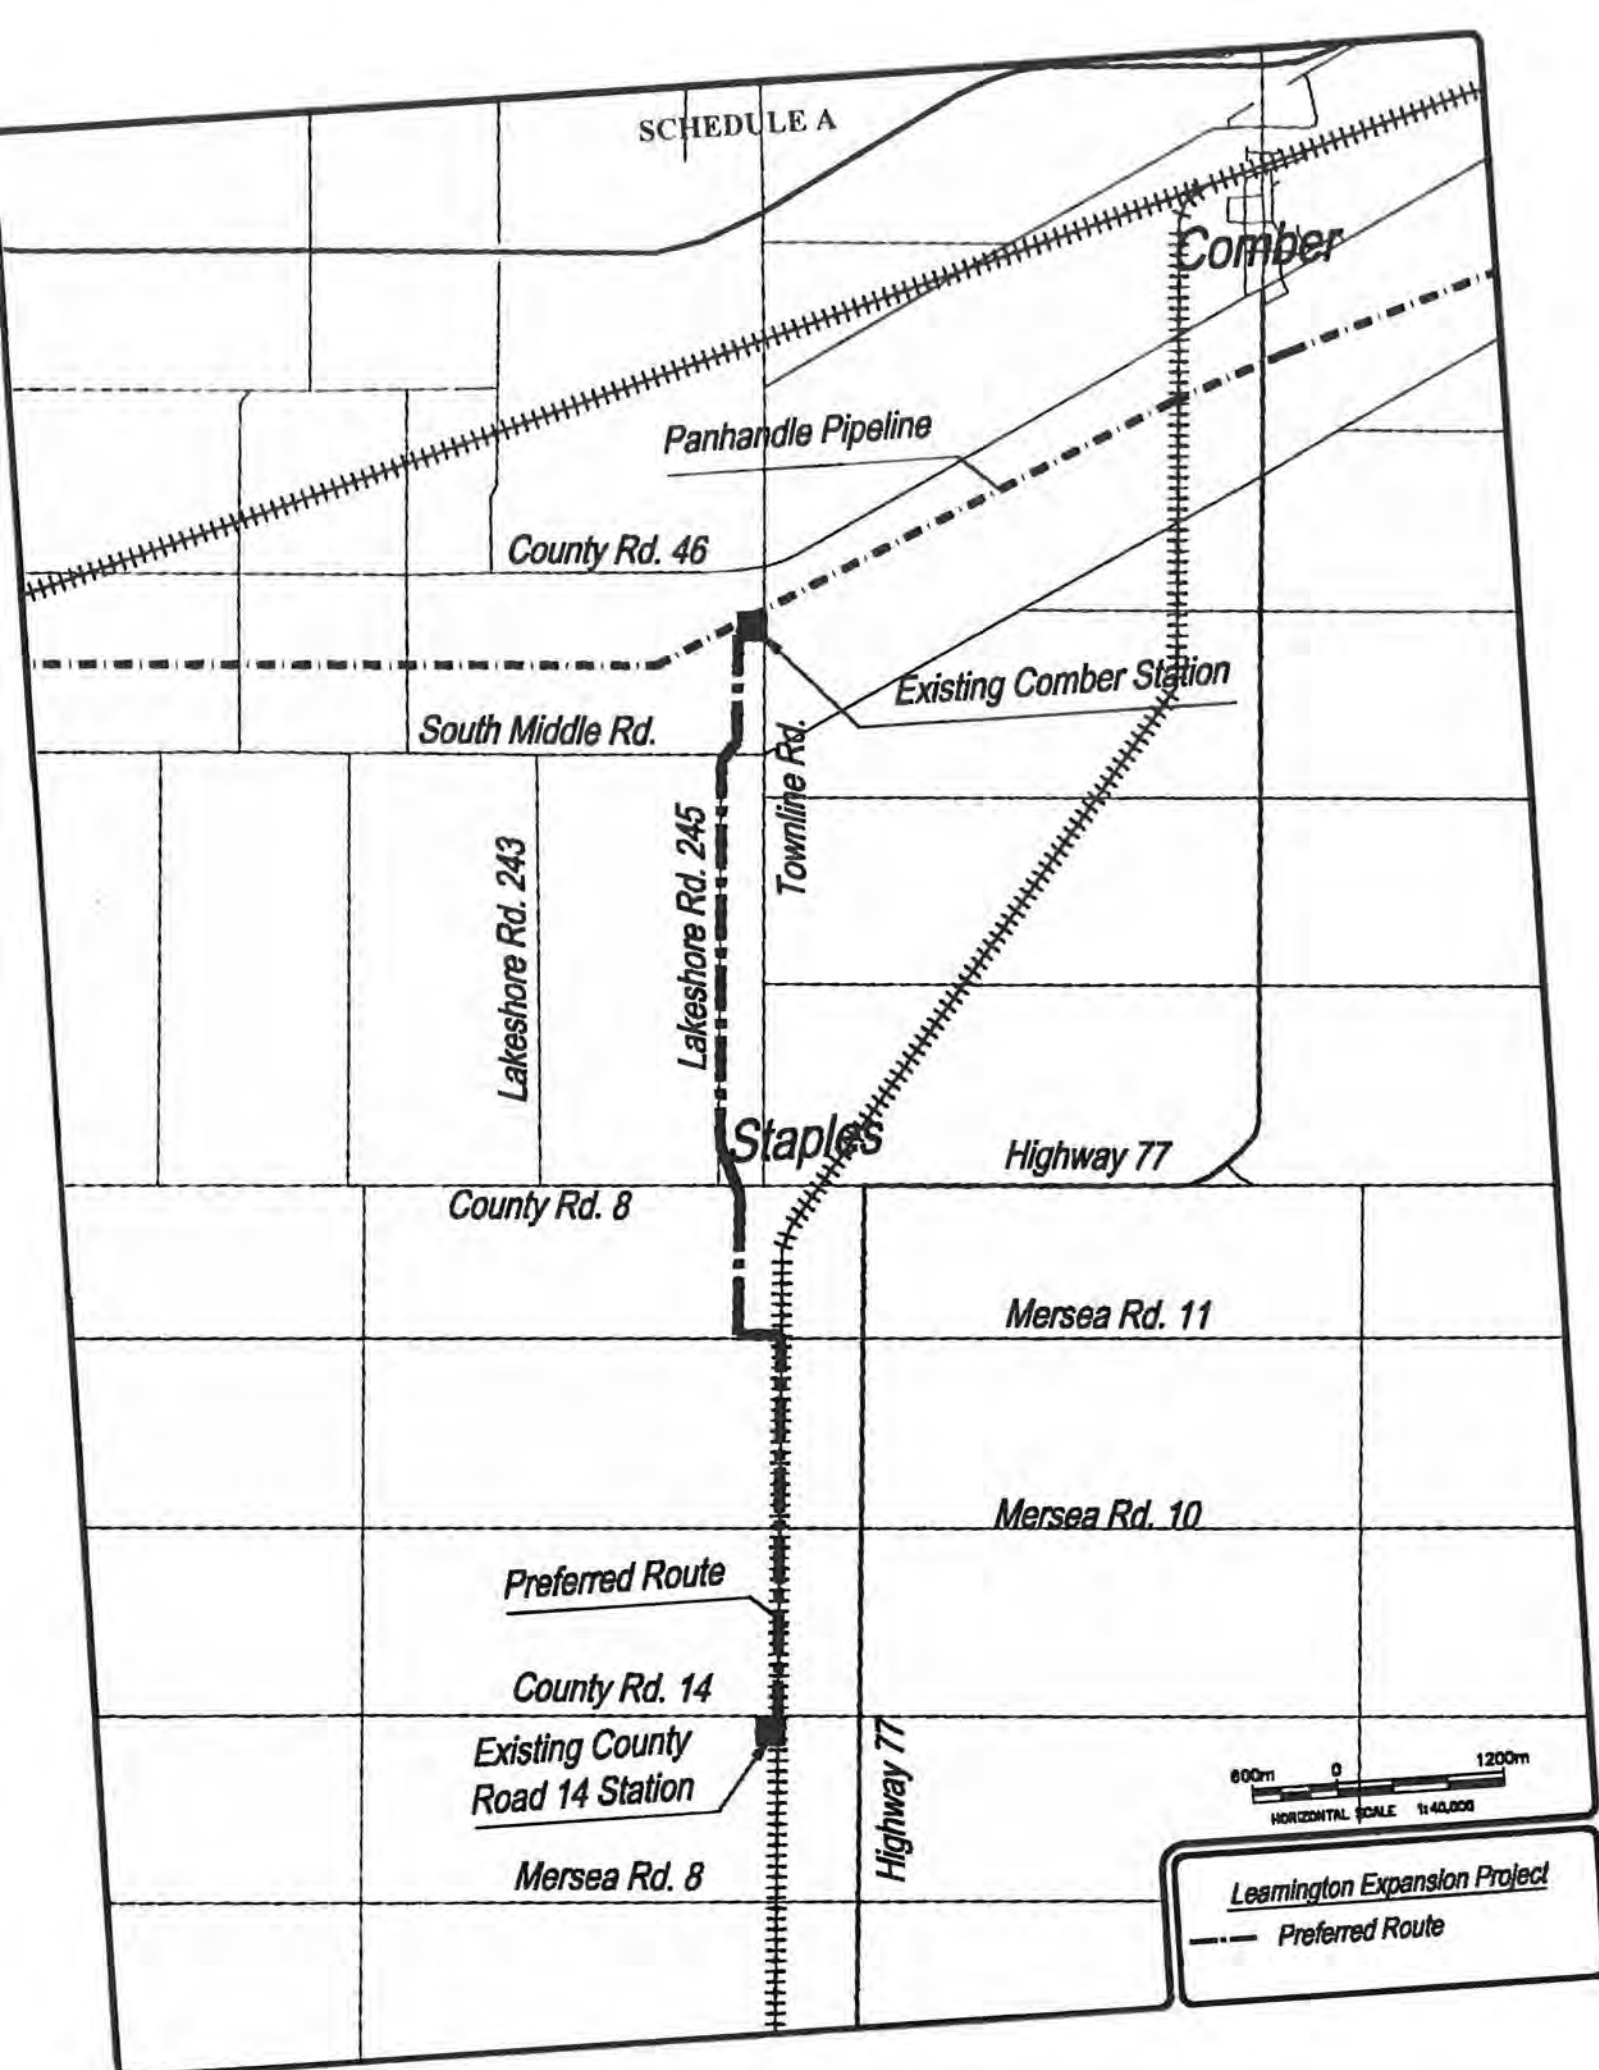 SCHEDULE A
Comber
Panhandle Pipeline
County Rd. 46
Existing Comber Station
South Middle Rd.
Townline Rd.
Lakeshore Rd. 245
Lakeshore Rd. 243
Staples
Highway 77
County Rd. 8
Mersea Rd. 11
Mersea Rd. 10
Preferred Route
County Rd. 14
Existing County
Road 14 Station
Highway 77
Mersea Rd. 8
600m 0 1200m
HORIZONTAL SCALE 1:40,000
Leamington Expansion Project
Preferred Route